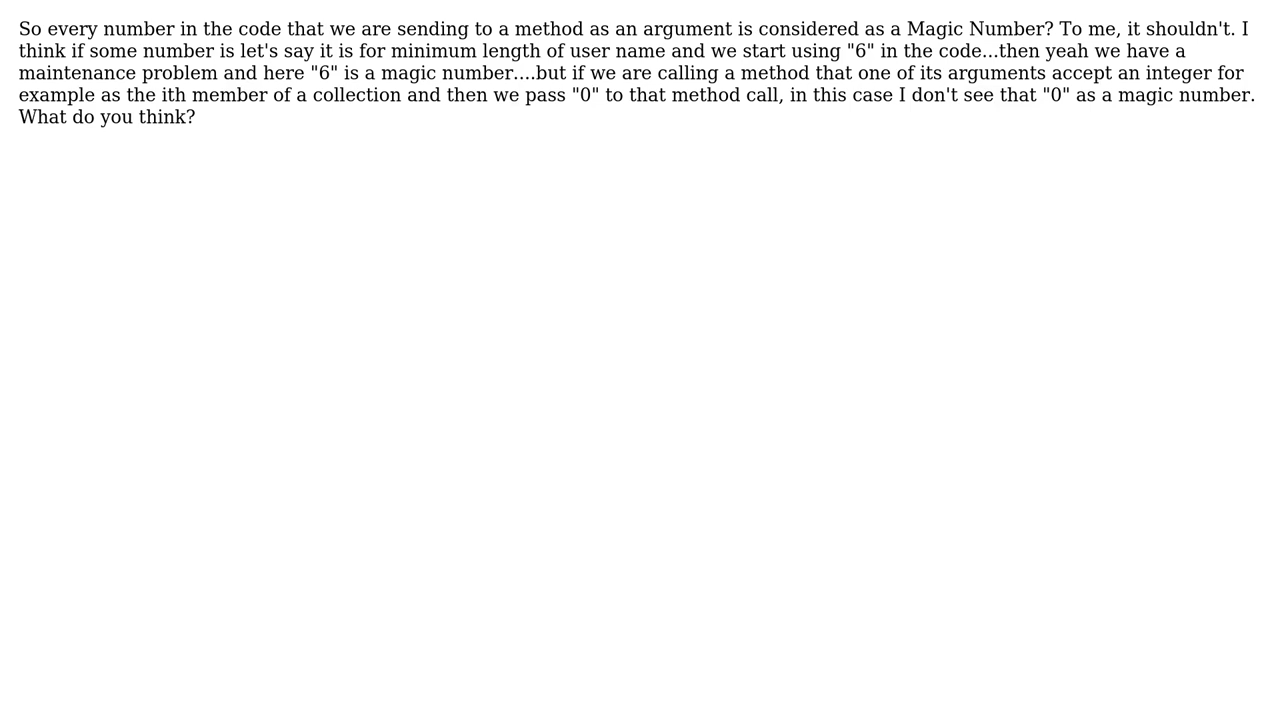 So every number in the code that we are sending to a method as an argument is considered as a Magic Number? To me, it shouldn't. I
think if some number is let's say it is for minimum length of user name and we start using "6" in the code...then yeah we have a
maintenance problem and here "6" is a magic number....but if we are calling a method that one of its arguments accept an integer for
example as the ith member of a collection and then we pass "0" to that method call, in this case I don't see that "0" as a magic number.
What do you think?